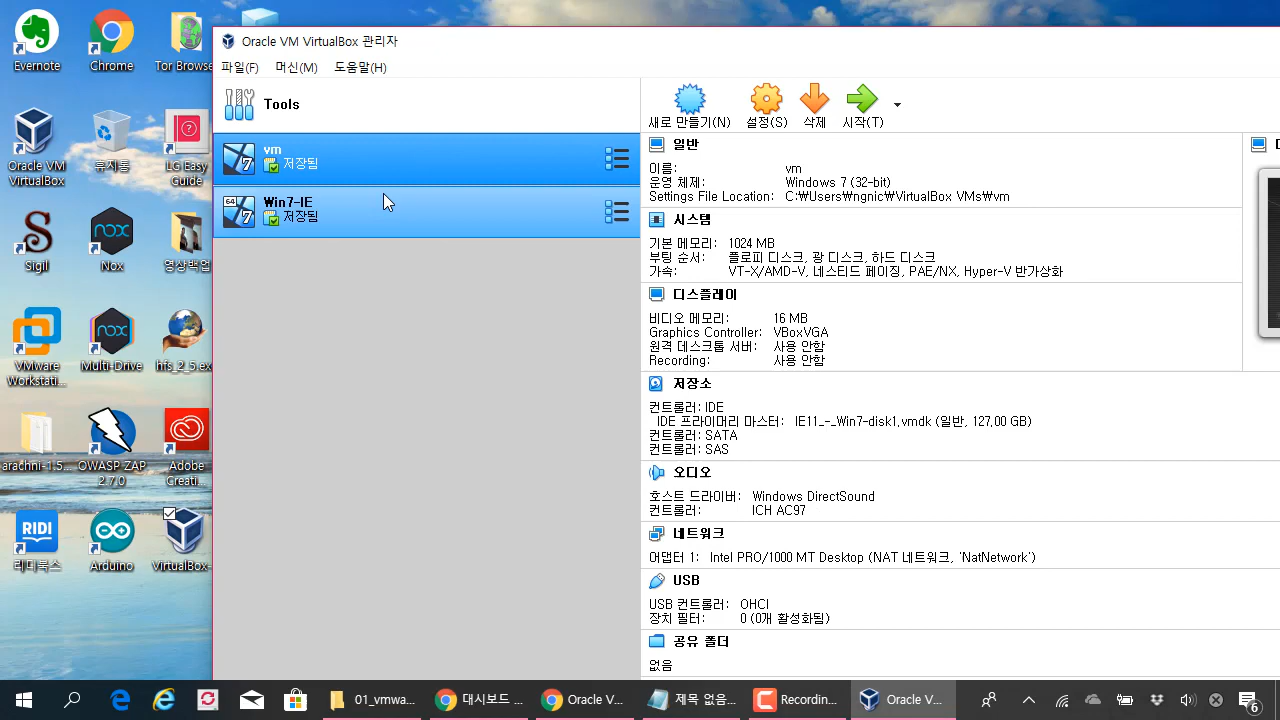 Evernote
Chrome
Tor Browse
Oracle VM
VirtualBox
휴지통
LG Easy
Guide
Sigil
Nox
영상백업
VMware
Workstati...
Multi-Drive
hfs_2_5.ex
arachni-1.5...
OWASP ZAP
2.7.0
Adobe
Creati...
RIDI
리디북스
Arduino
VirtualBox-
Oracle VM VirtualBox 관리자
파일(F) 머신(M) 도움말(H)
Tools
vm
저장됨
Win7-IE
저장됨
새로 만들기(N) 설정(S) 삭제 시작(T)
일반
이름: vm
운영 체제: Windows 7 (32-bit)
Settings File Location: C:₩Users₩ngnic₩VirtualBox VMs₩vm
시스템
기본 메모리: 1024 MB
부팅 순서: 플로피 디스크, 광 디스크, 하드 디스크
가속: VT-X/AMD-V, 네스티드 페이징, PAE/NX, Hyper-V 반가상화
디스플레이
비디오 메모리: 16 MB
Graphics Controller: VBoxVGA
원격 데스크톱 서버: 사용 안함
Recording: 사용 안함
저장소
컨트롤러: IDE
IDE 프라이머리 마스터: IE11_-_Win7-disk1.vmdk (일반, 127.00 GB)
컨트롤러: SATA
컨트롤러: SAS
오디오
호스트 드라이버: Windows DirectSound
컨트롤러: ICH AC97
네트워크
어댑터 1: Intel PRO/1000 MT Desktop (NAT 네트워크, 'NatNetwork')
USB
USB 컨트롤러: OHCI
장치 필터: 0 (0개 활성화됨)
공유 폴더
없음
01_vmwa... 대시보드 ... Oracle V... 제목 없음... Recordin... Oracle V... 6